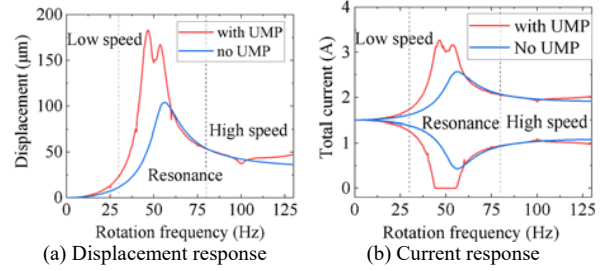 200
150
100
50
0
Displacement (μm)
Low speed
with UMP
no UMP
High speed
Resonance
0 25 50 75 100 125
Rotation frequency (Hz)
(a) Displacement response
4
3
2
1
0
Total current (A)
Low speed
with UMP
No UMP
Resonance High speed
0 25 50 75 100 125
Rotation frequency (Hz)
(b) Current response